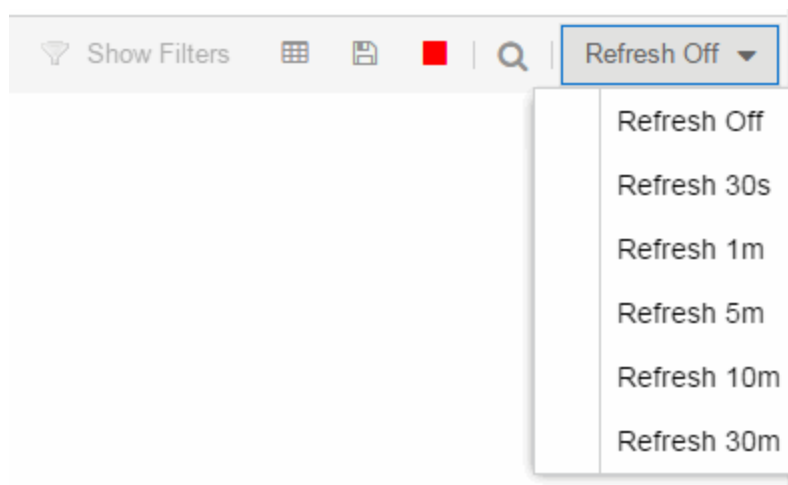 Show Filters Refresh Off
Refresh Off
Refresh 30s
Refresh 1m
Refresh 5m
Refresh 10m
Refresh 30m